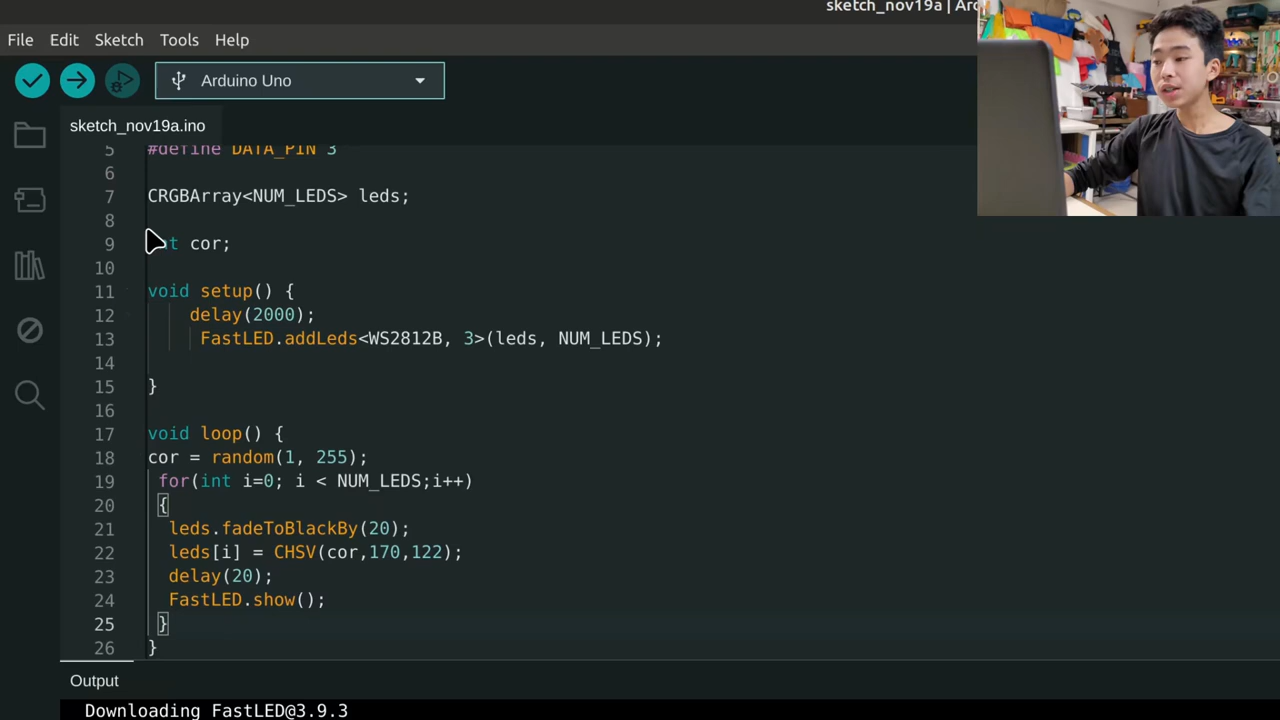 sketch_nov19a | Ar
File Edit Sketch Tools Help
Arduino Uno
sketch_nov19a.ino
5 #define DATA_PIN 3
6
7 CRGBArray<NUM_LEDS> leds;
8
9 t cor;
10
11 void setup() {
12 delay(2000);
13 FastLED.addLeds<WS2812B, 3>(leds, NUM_LEDS);
14
15 }
16
17 void loop() {
18 cor = random(1, 255);
19 for(int i=0; i < NUM_LEDS;i++)
20 {
21 leds.fadeToBlackBy(20);
22 leds[i] = CHSV(cor,170,122);
23 delay(20);
24 FastLED.show();
25 }
26 }
Output
Downloading FastLED@3.9.3